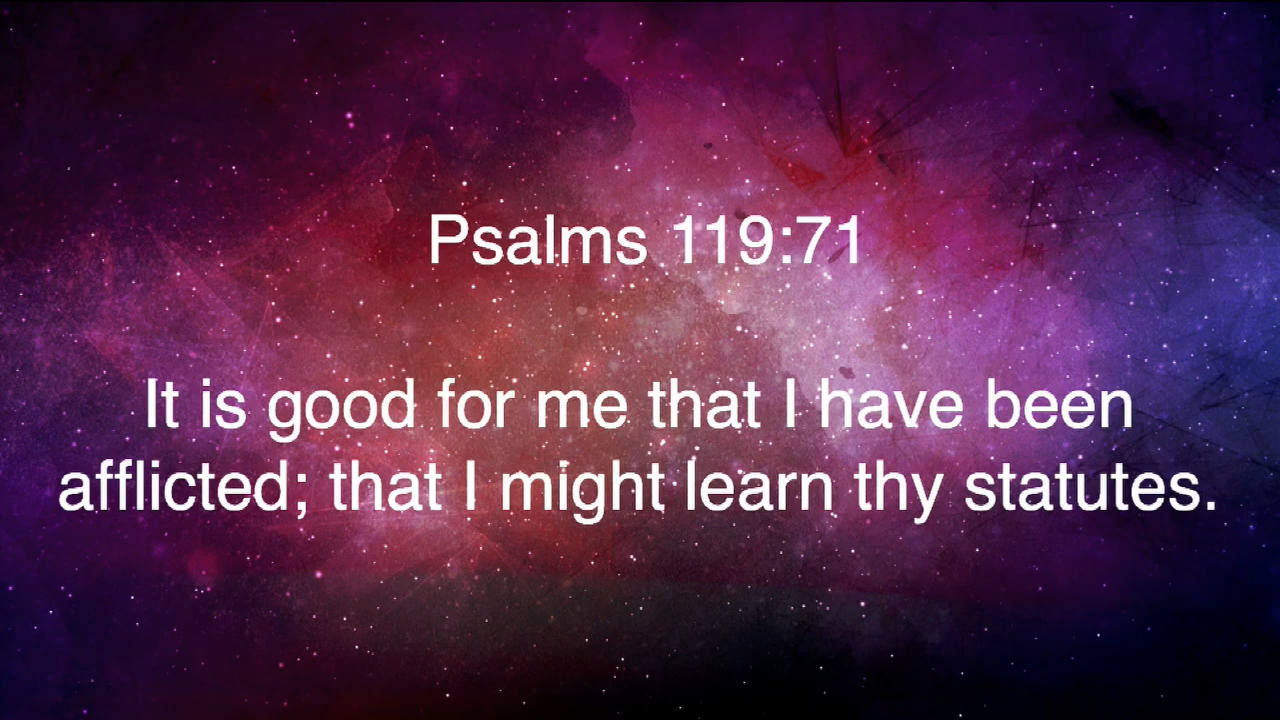 Psalms 119:71
It is good for me that I have been
afflicted; that I might learn thy statutes.